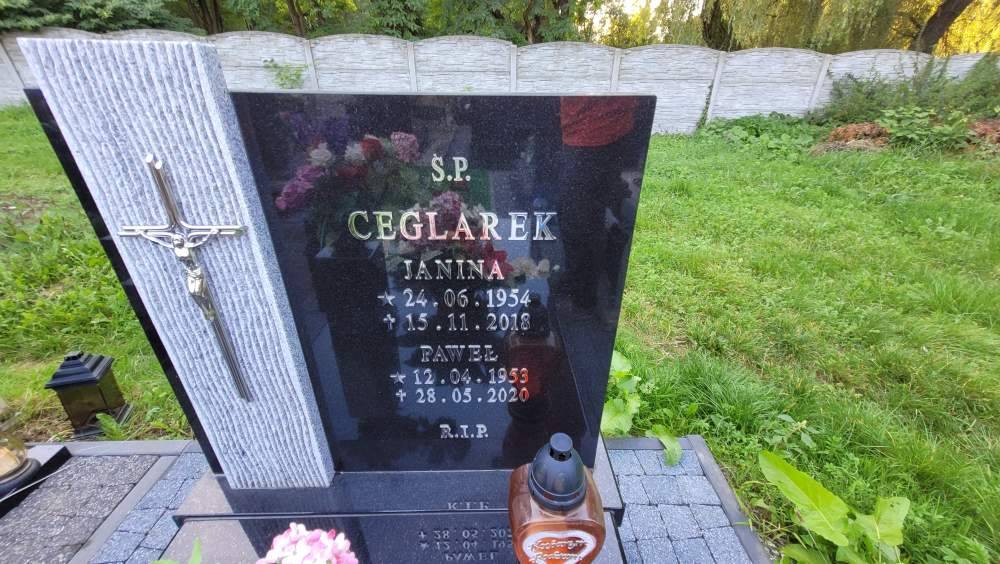 Ś.P.
CEGLAREK
JANINA
★ 24.06.1954
✝ 15.11.2018
PAWEŁ
★ 12.04.1953
✝ 28.05.2020
R.I.P.